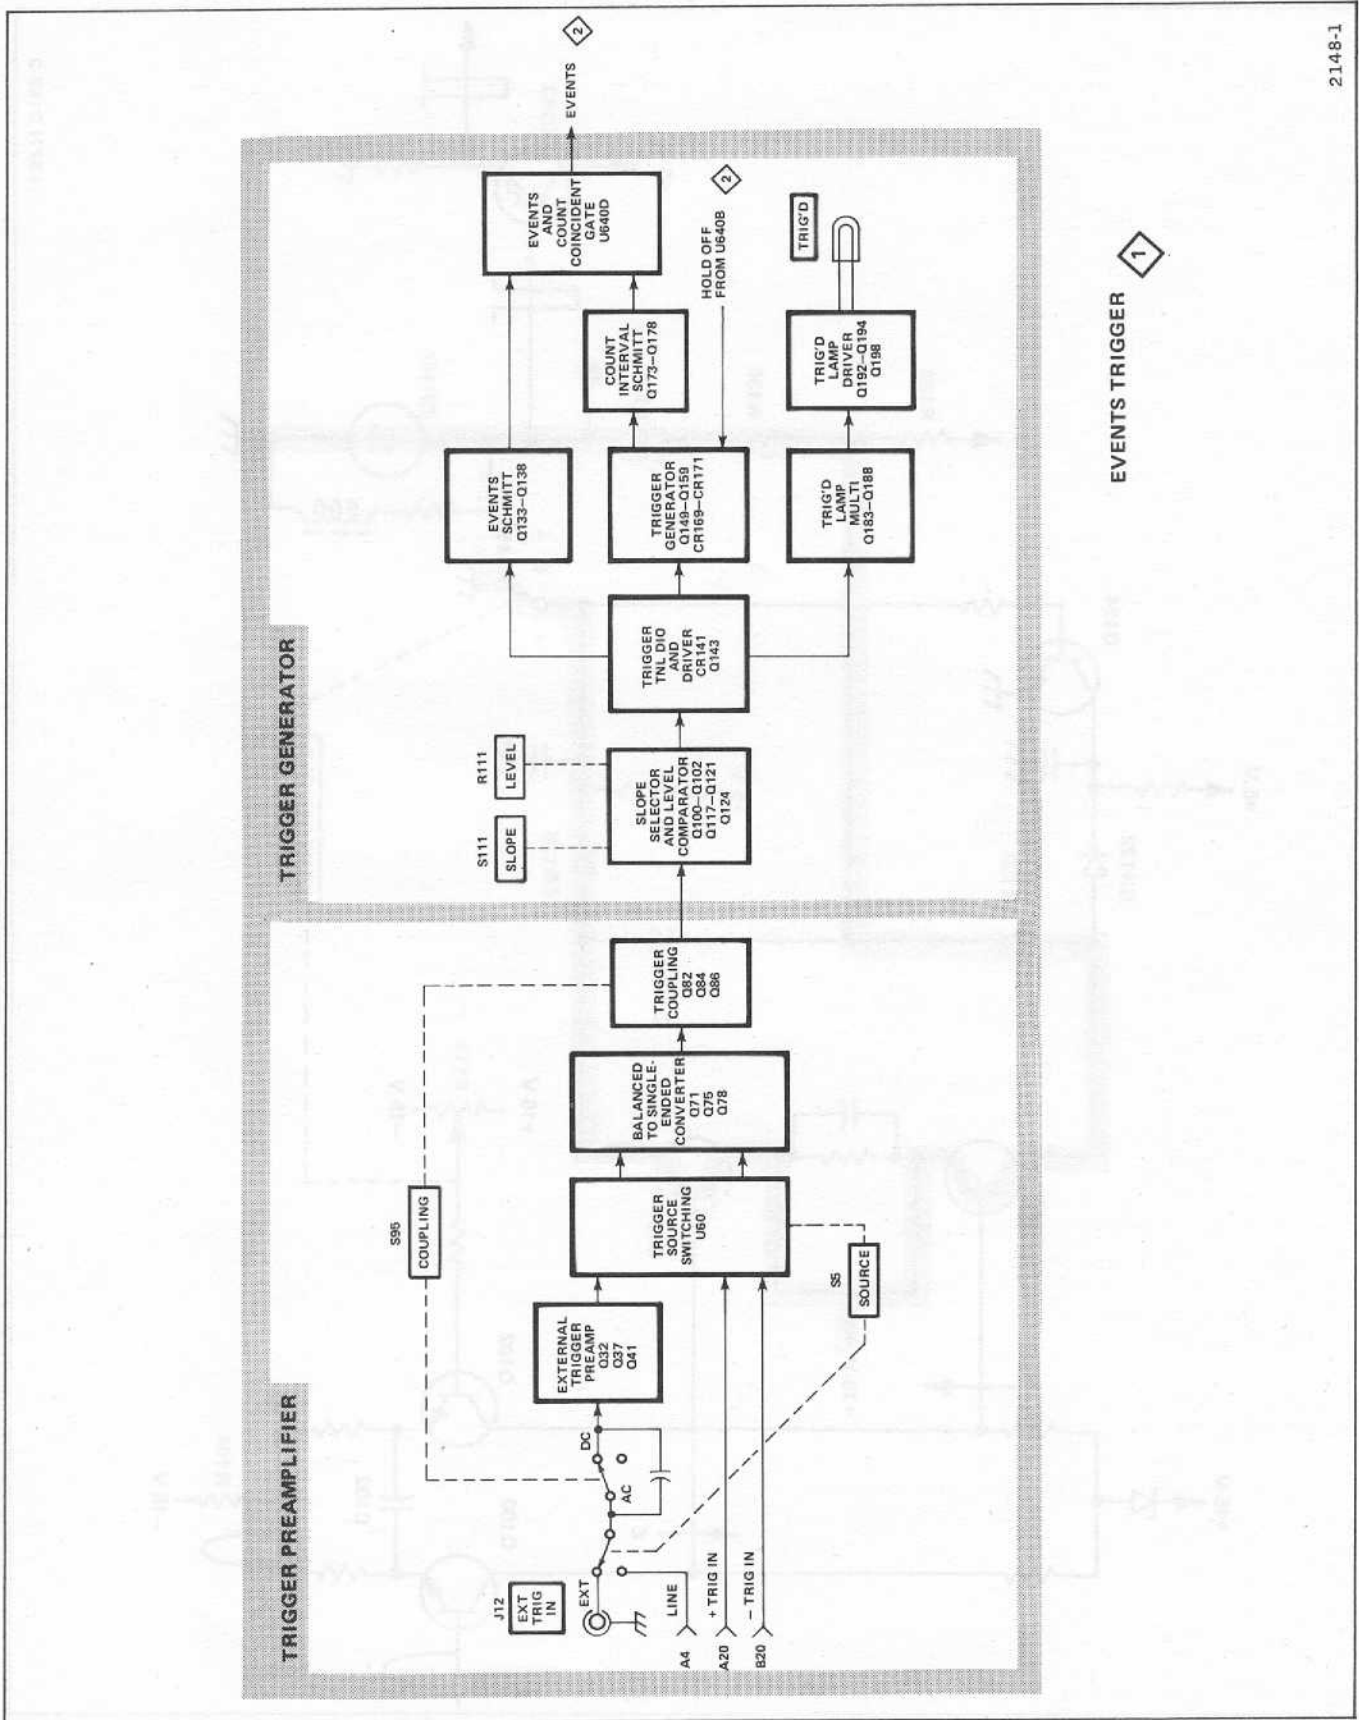 TRIGGER PREAMPLIFIER
J12
EXT
TRIG
IN
EXT
LINE
A4
+ TRIG IN
A20
− TRIG IN
B20
AC
DC
EXTERNAL
TRIGGER
PREAMP
Q32
Q37
Q41
S95
COUPLING
S5
SOURCE
TRIGGER
SOURCE
SWITCHING
U60
BALANCED
TO SINGLE-
ENDED
CONVERTER
Q71
Q75
Q78
TRIGGER
COUPLING
Q82
Q84
Q86
TRIGGER GENERATOR
S111
SLOPE
R111
LEVEL
SLOPE
SELECTOR
AND LEVEL
COMPARATOR
Q100–Q102
Q117–Q121
Q124
TRIGGER
TNL DIO
AND
DRIVER
CR141
Q143
EVENTS
SCHMITT
Q133–Q138
TRIGGER
GENERATOR
Q149–Q159
CR169–CR171
TRIG'D
LAMP
MULTI
Q183–Q188
COUNT
INTERVAL
SCHMITT
Q173–Q178
TRIG'D
LAMP
DRIVER
Q192–Q194
Q198
EVENTS
AND
COUNT
COINCIDENT
GATE
U640D
HOLD OFF
FROM U640B
2
TRIG'D
EVENTS
2
EVENTS TRIGGER
1
2148-1